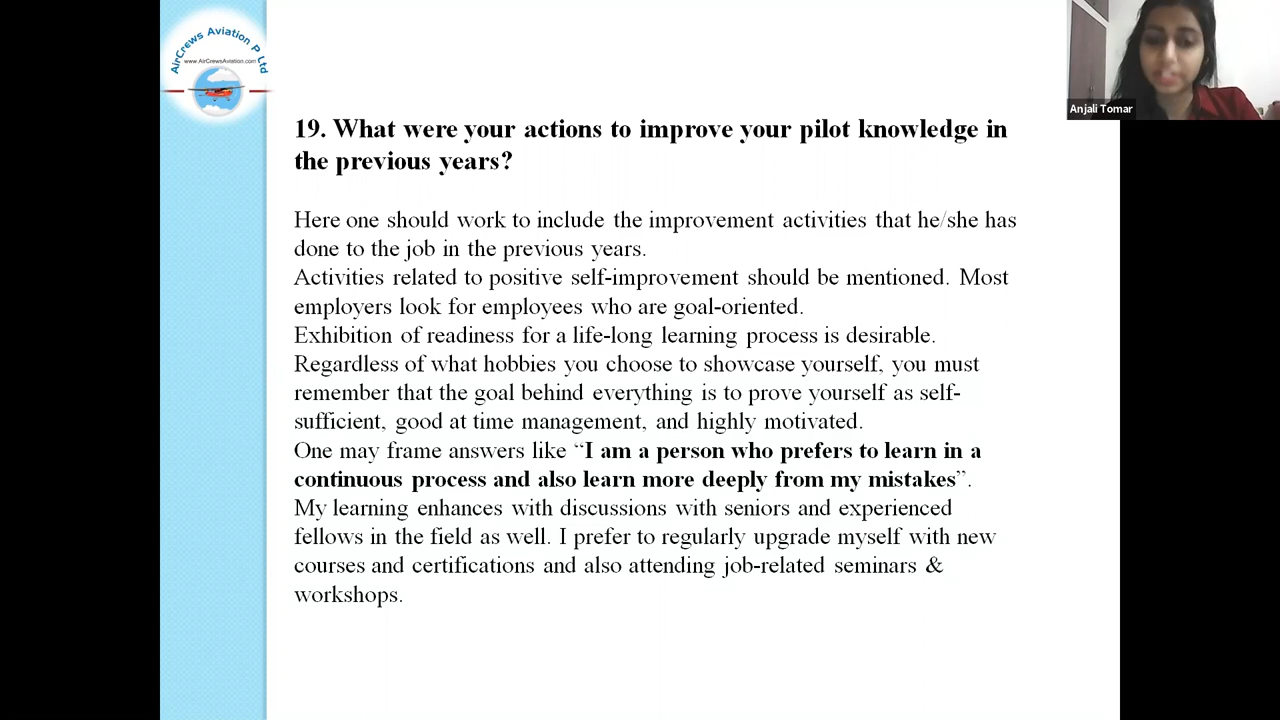 AirCrews Aviation P Ltd
www.AirCrewsAviation.com
Anjali Tomar
19. What were your actions to improve your pilot knowledge in
the previous years?
Here one should work to include the improvement activities that he/she has
done to the job in the previous years.
Activities related to positive self-improvement should be mentioned. Most
employers look for employees who are goal-oriented.
Exhibition of readiness for a life-long learning process is desirable.
Regardless of what hobbies you choose to showcase yourself, you must
remember that the goal behind everything is to prove yourself as self-
sufficient, good at time management, and highly motivated.
One may frame answers like “I am a person who prefers to learn in a
continuous process and also learn more deeply from my mistakes”.
My learning enhances with discussions with seniors and experienced
fellows in the field as well. I prefer to regularly upgrade myself with new
courses and certifications and also attending job-related seminars &
workshops.